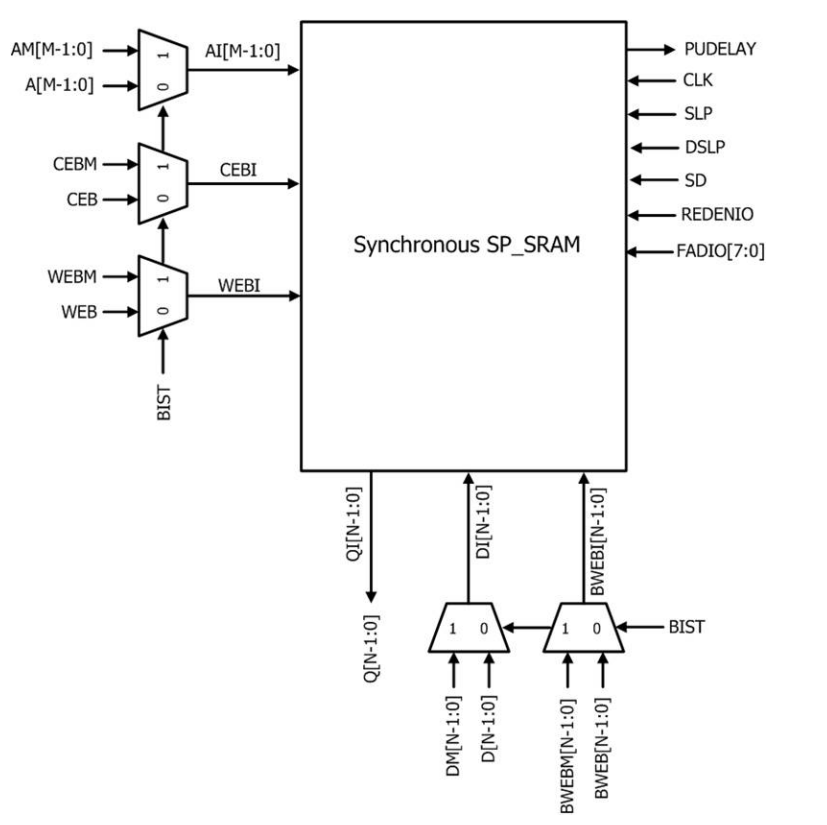 AM[M-1:0]
A[M-1:0]
1
0
AI[M-1:0]
CEBM
CEB
1
0
CEBI
WEBM
WEB
1
0
WEBI
BIST
Synchronous SP_SRAM
PUDELAY
CLK
SLP
DSLP
SD
REDENIO
FADIO[7:0]
QI[N-1:0]
Q[N-1:0]
DI[N-1:0]
BWEBI[N-1:0]
1 0
1 0
BIST
DM[N-1:0]
D[N-1:0]
BWEBM[N-1:0]
BWEB[N-1:0]